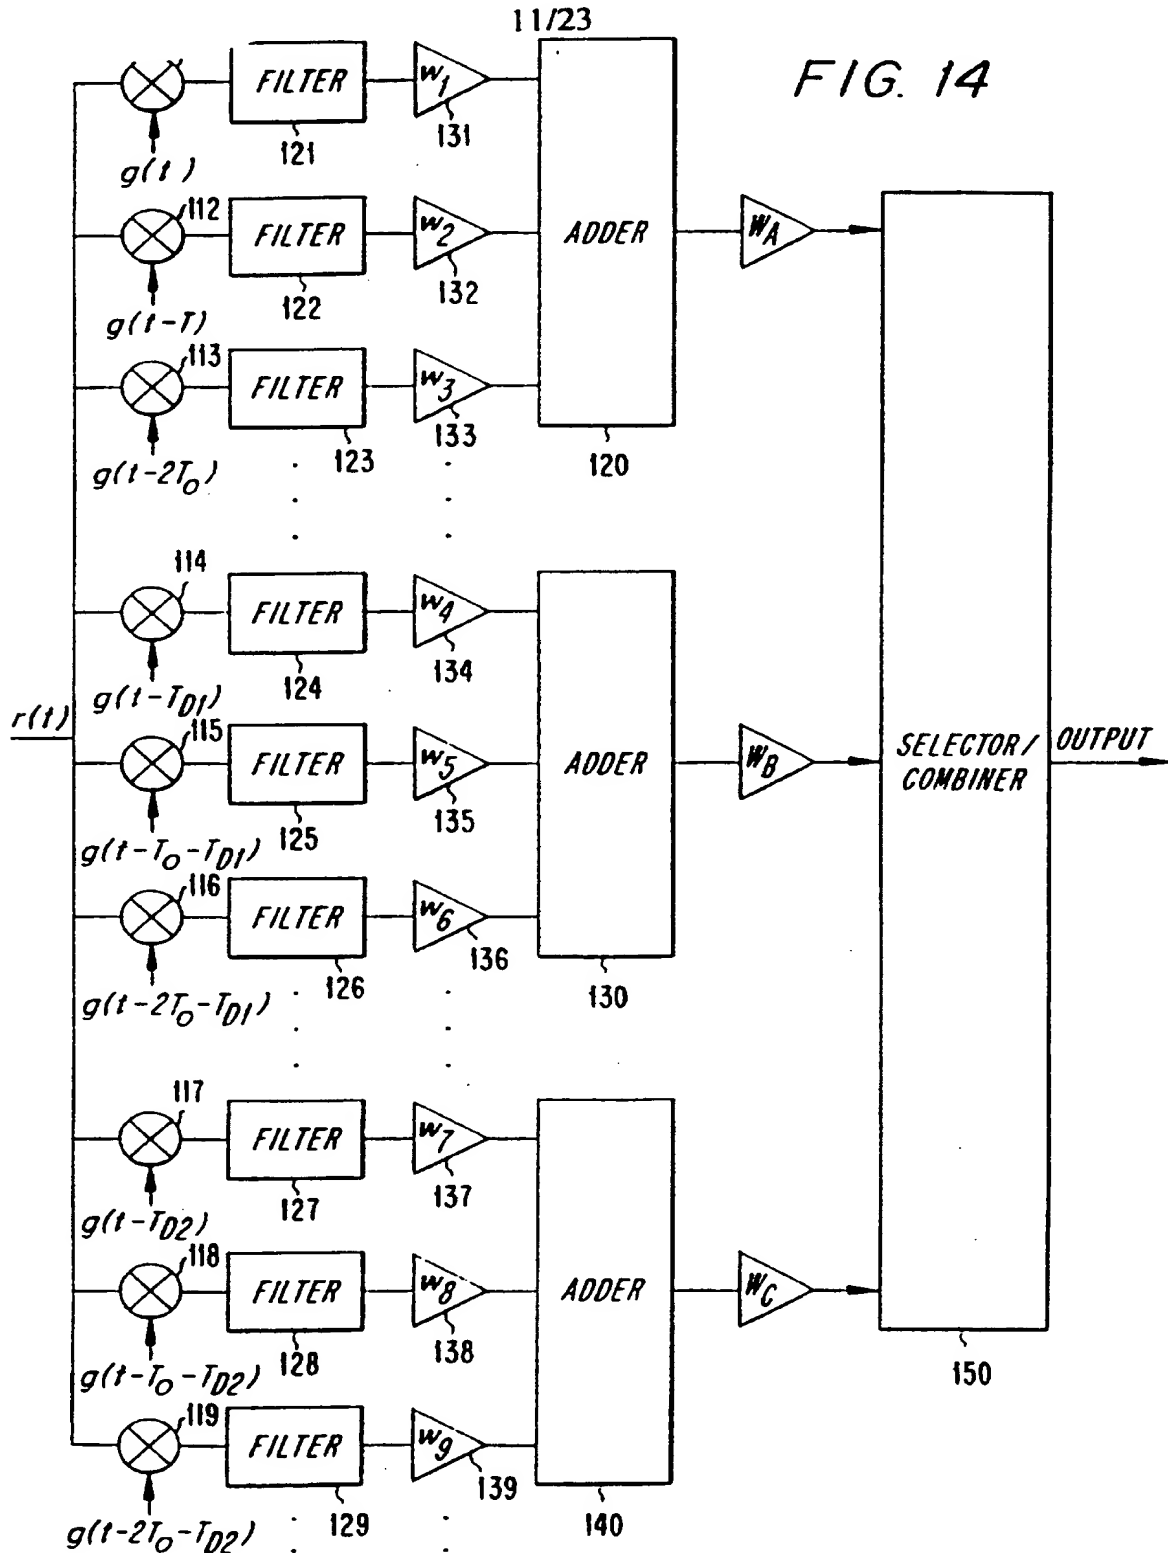 11/23
FIG. 14
FILTER
w1
121
131
g(t)
112
FILTER
w2
ADDER
WA
122
132
g(t-T)
113
FILTER
w3
123
133
120
g(t-2To)
114
FILTER
w4
124
134
g(t-TD1)
r(t)
115
FILTER
w5
ADDER
WB
SELECTOR/
COMBINER
OUTPUT
125
135
g(t-To-TD1)
116
FILTER
w6
126
136
130
g(t-2To-TD1)
117
FILTER
w7
127
137
g(t-TD2)
118
FILTER
w8
ADDER
WC
128
138
150
g(t-To-TD2)
119
FILTER
w9
129
139
140
g(t-2To-TD2)